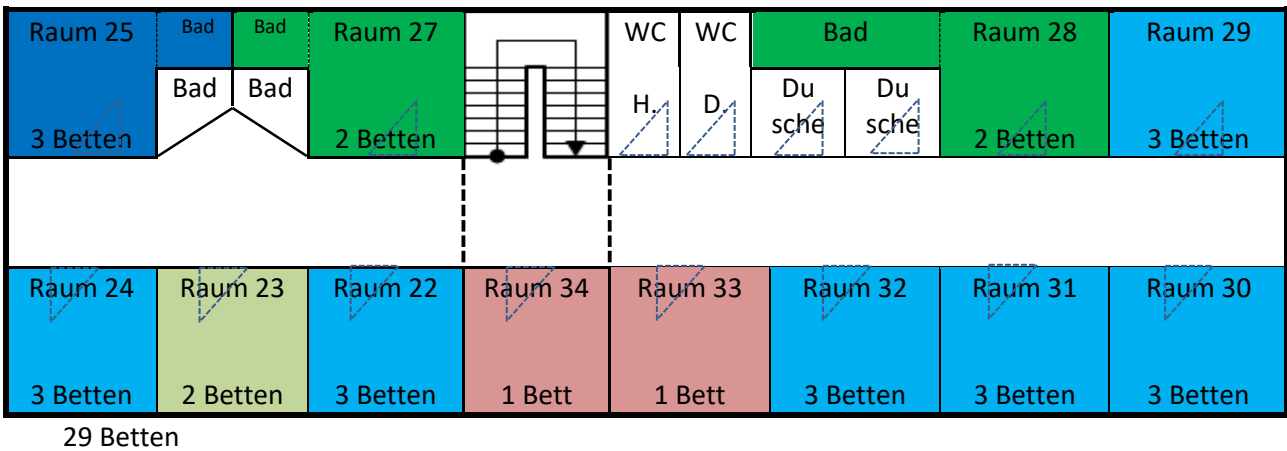 Raum 25 Bad Bad Raum 27 WC WC Bad Raum 28 Raum 29
Bad Bad H. D. Du Du
sche sche
3 Betten 2 Betten 2 Betten 3 Betten
Raum 24 Raum 23 Raum 22 Raum 34 Raum 33 Raum 32 Raum 31 Raum 30
3 Betten 2 Betten 3 Betten 1 Bett 1 Bett 3 Betten 3 Betten 3 Betten
29 Betten